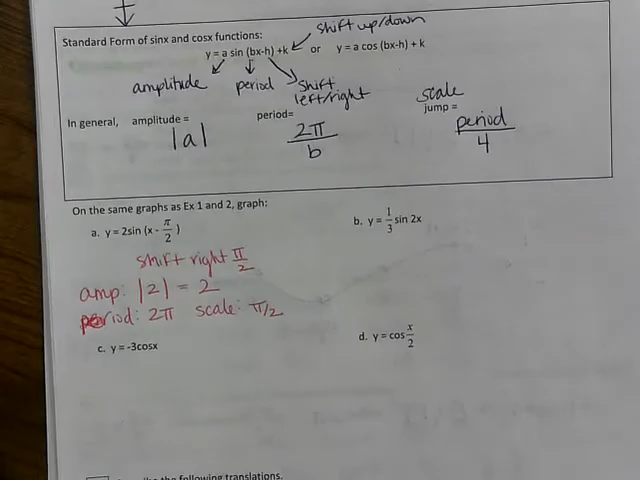 shift up/down
Standard Form of sinx and cosx functions:
y = a sin (bx-h) +k or y = a cos (bx-h) + k
amplitude period shift left/right
scale
In general, amplitude = period= jump =
|a| 2π/b period/4
On the same graphs as Ex 1 and 2, graph:
a. y = 2sin (x - π/2) b. y = 1/3 sin 2x
shift right π/2
amp: |2| = 2
period: 2π scale: π/2
c. y = -3cosx d. y = cos x/2
the following translations.